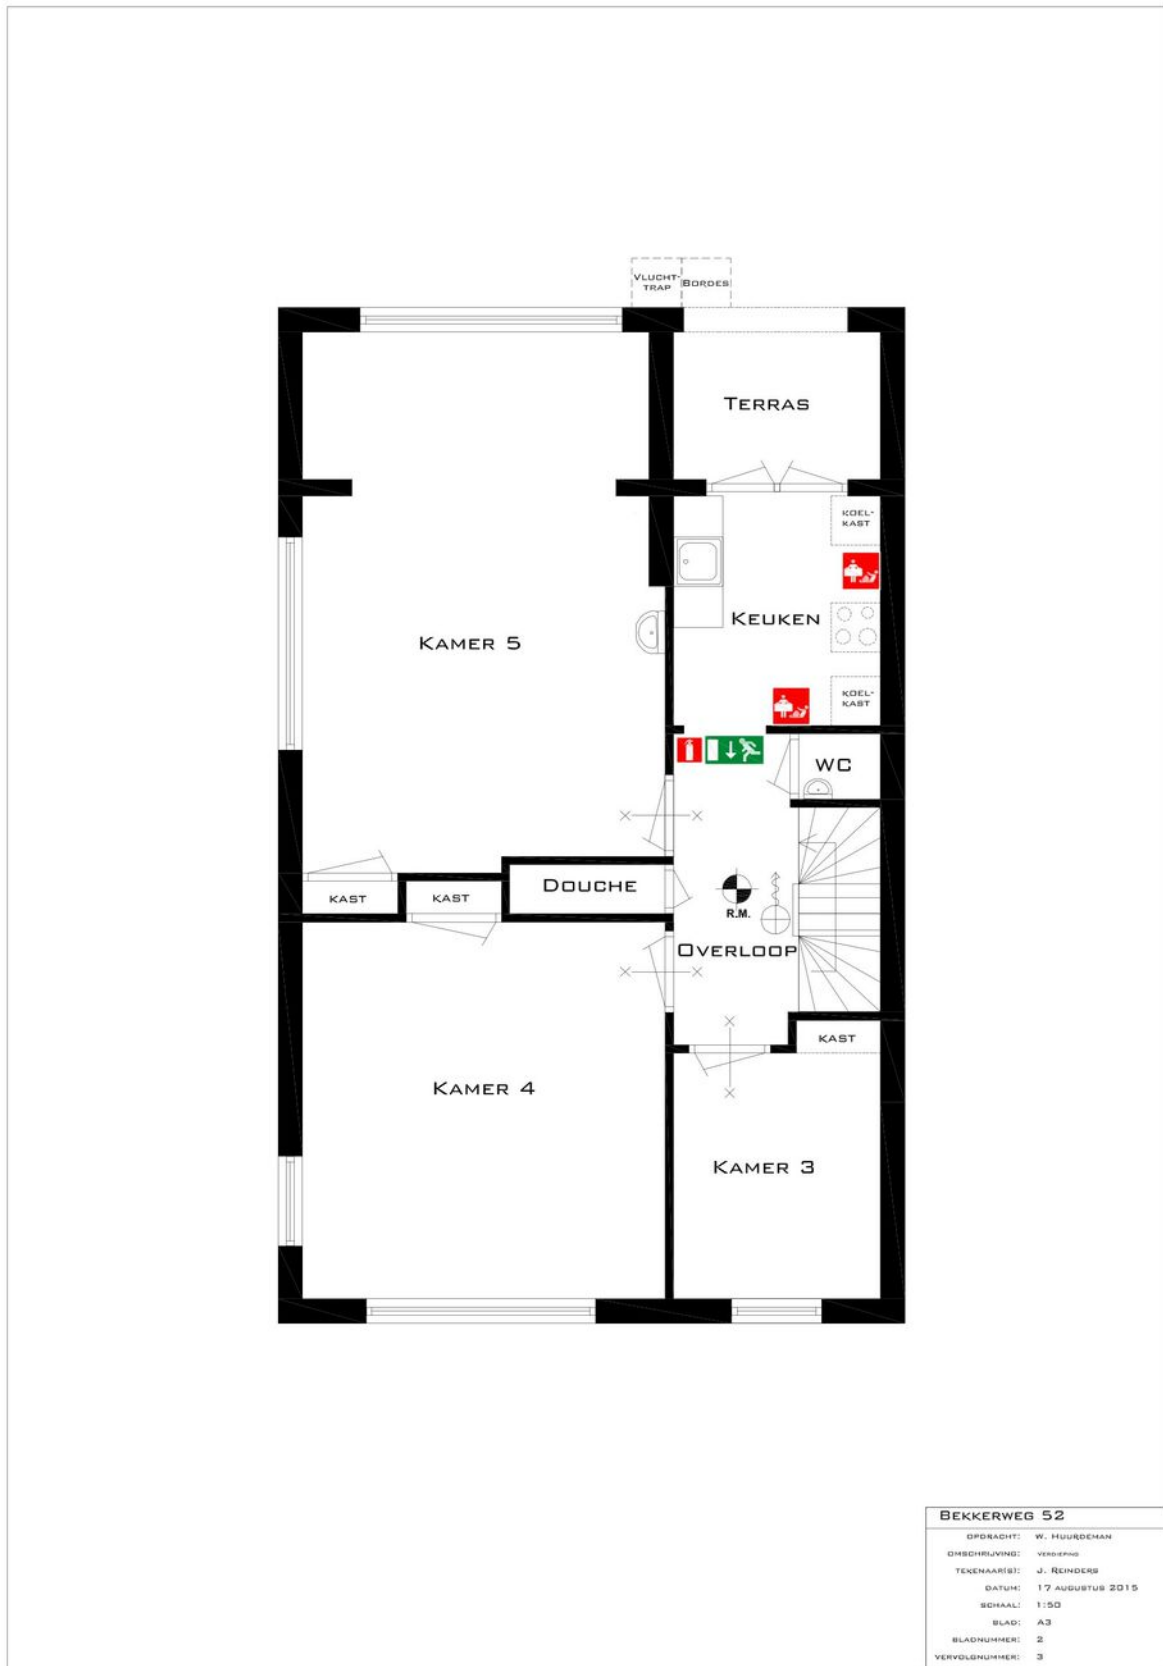 VLUCHT-
TRAP
BORDES
TERRAS
KOEL-
KAST
KEUKEN
KAMER 5
KOEL-
KAST
WC
DOUCHE
KAST
KAST
R.M.
OVERLOOP
KAST
KAMER 4
KAMER 3
BEKKERWEG 52
OPDRACHT: W. HUURDEMAN
OMSCHRIJVING: VERDIEPING
TEKENAAR(S): J. REINDERS
DATUM: 17 AUGUSTUS 2015
SCHAAL: 1:50
BLAD: A3
BLADNUMMER: 2
VERVOLGNUMMER: 3